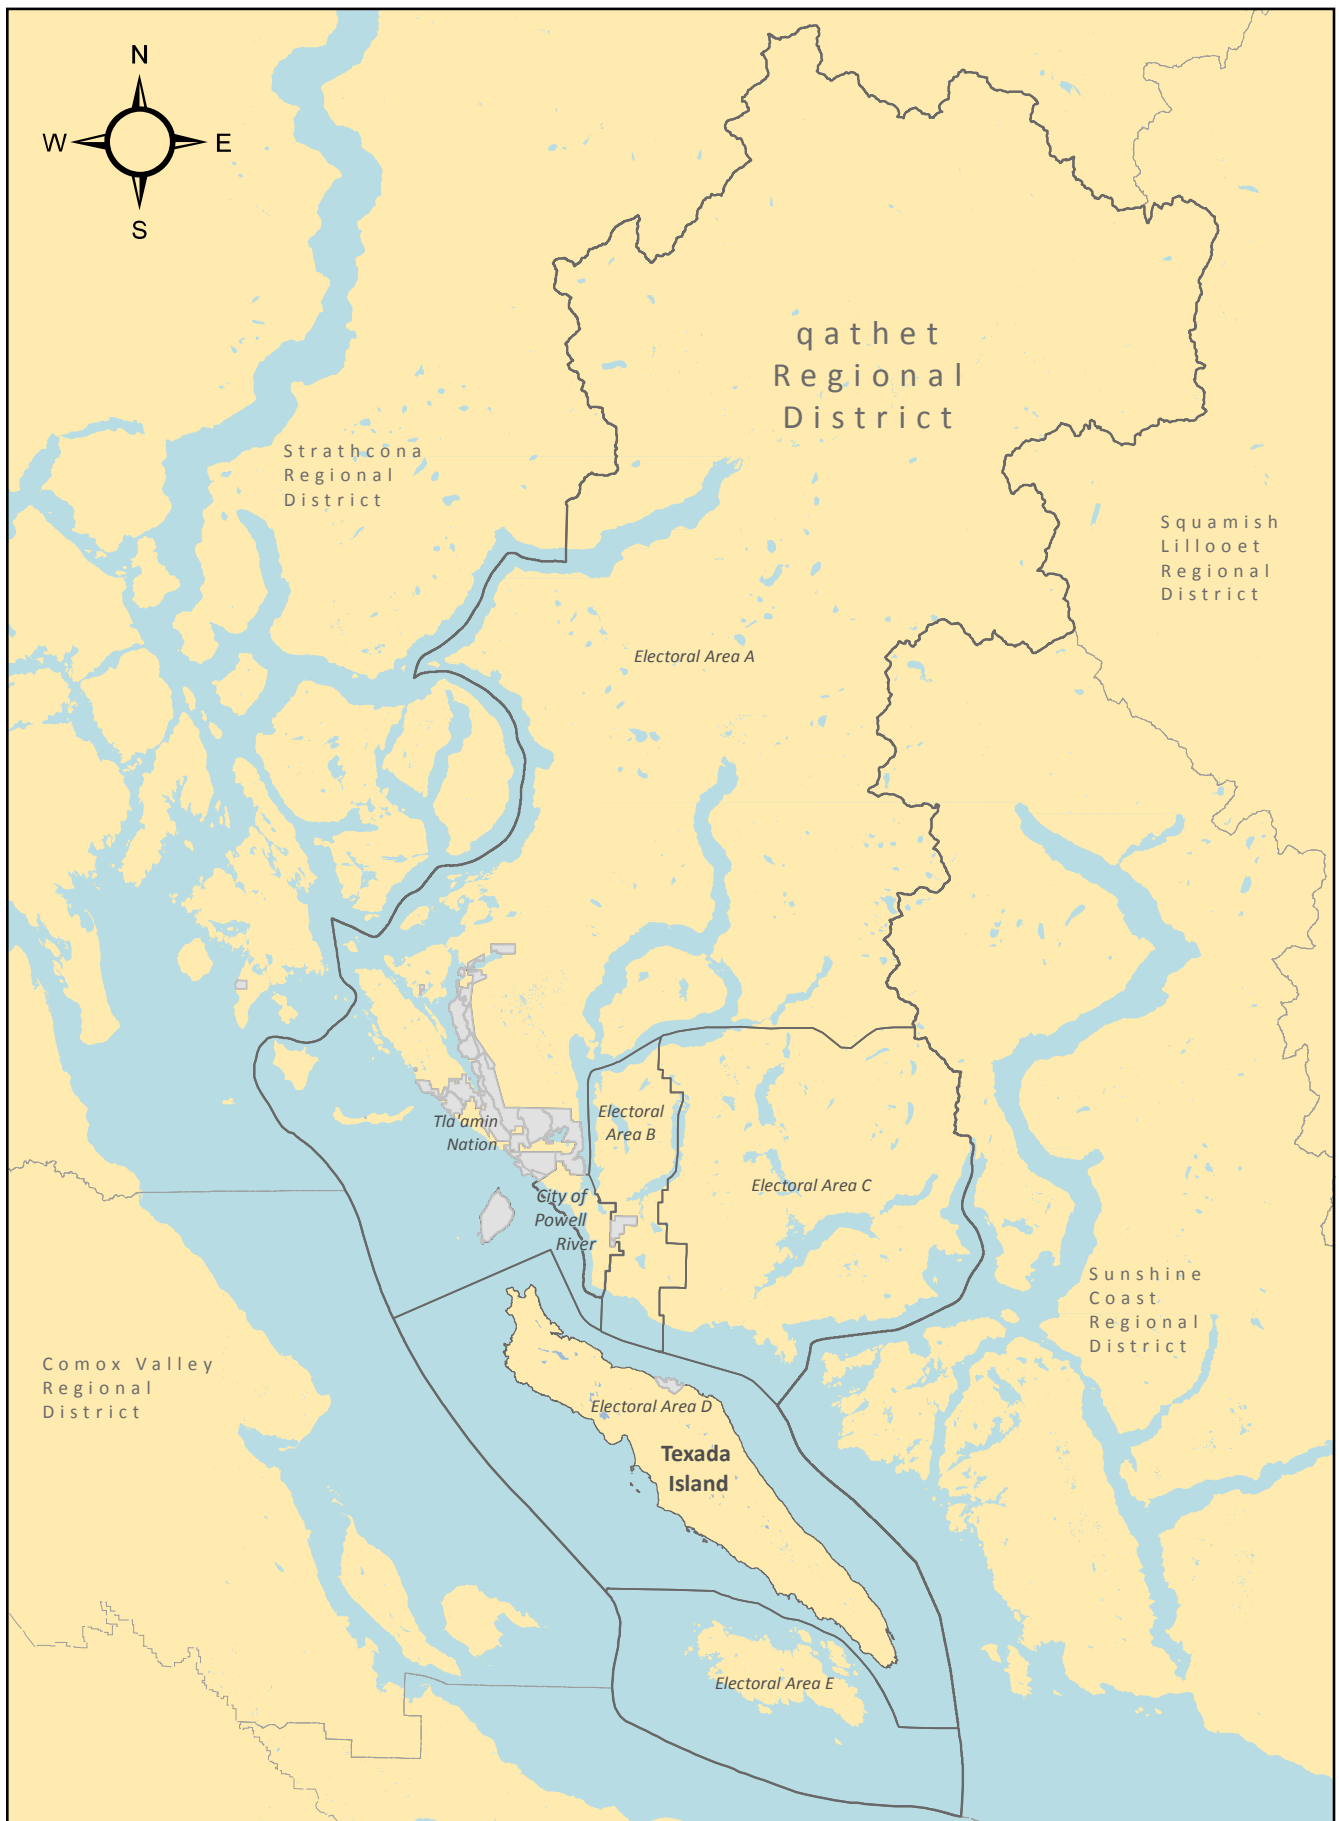 N
W
E
S
qathet
Regional
District
Strathcona
Regional
District
Squamish
Lillooet
Regional
District
Electoral Area A
Electoral
Area B
Tla'amin
Nation
Electoral Area C
City of
Powell
River
Sunshine
Coast
Regional
District
Comox Valley
Regional
District
Electoral Area D
Texada
Island
Electoral Area E